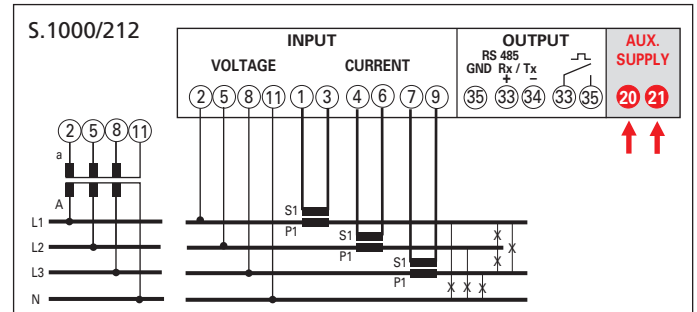 S.1000/212
INPUT
OUTPUT
AUX.
SUPPLY
VOLTAGE
CURRENT
RS 485
GND Rx / Tx
+ −
2 5 8 11 1 3 4 6 7 9 35 33 34 33 35 20 21
2 5 8 11
a
A
S1
P1
S1
P1
S1
P1
L1
L2
L3
N
X
X
X
X X X